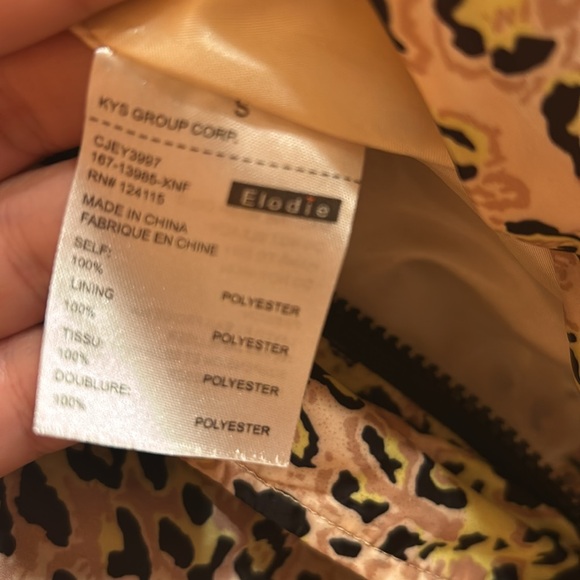 S
KYS GROUP CORP.
CJEY3997
167-13985-XNF
RN# 124115
Elodie
MADE IN CHINA
FABRIQUE EN CHINE
SELF:
100% POLYESTER
LINING
100% POLYESTER
TISSU:
100% POLYESTER
DOUBLURE:
100% POLYESTER